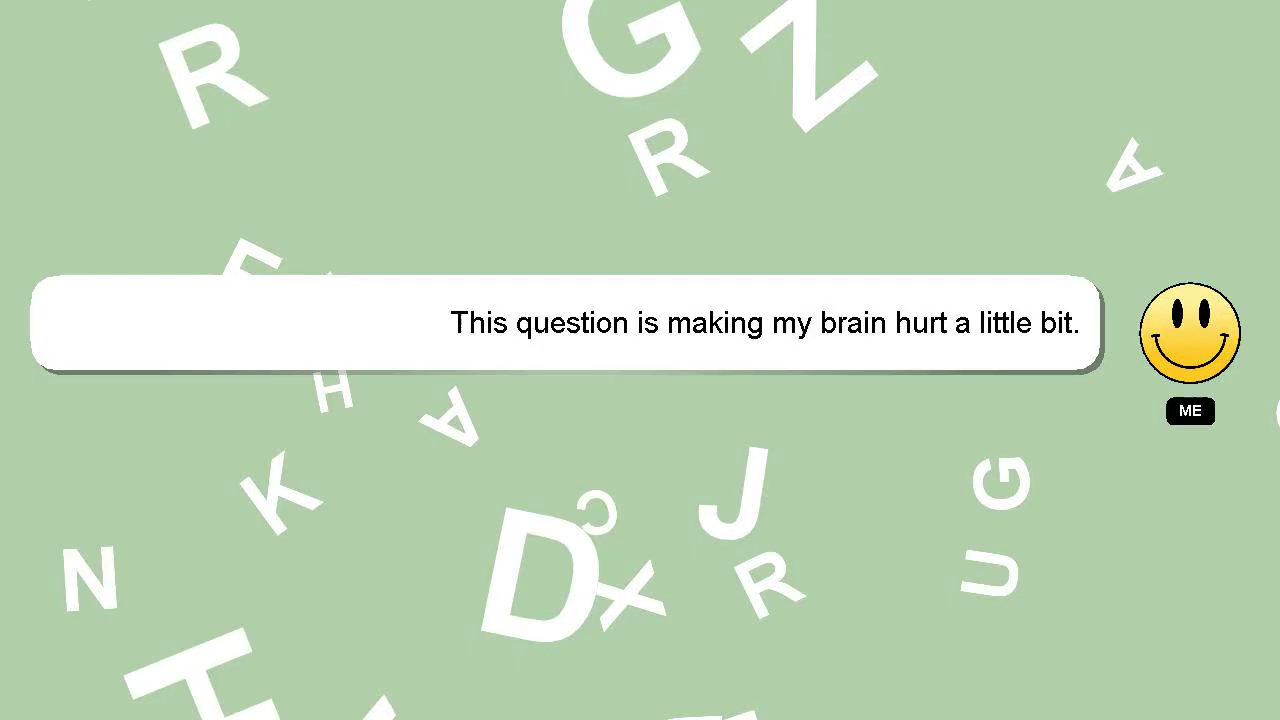 R
G
Z
R
A
This question is making my brain hurt a little bit.
ME
H
A
K
J
G
C
D
N
X
R
U